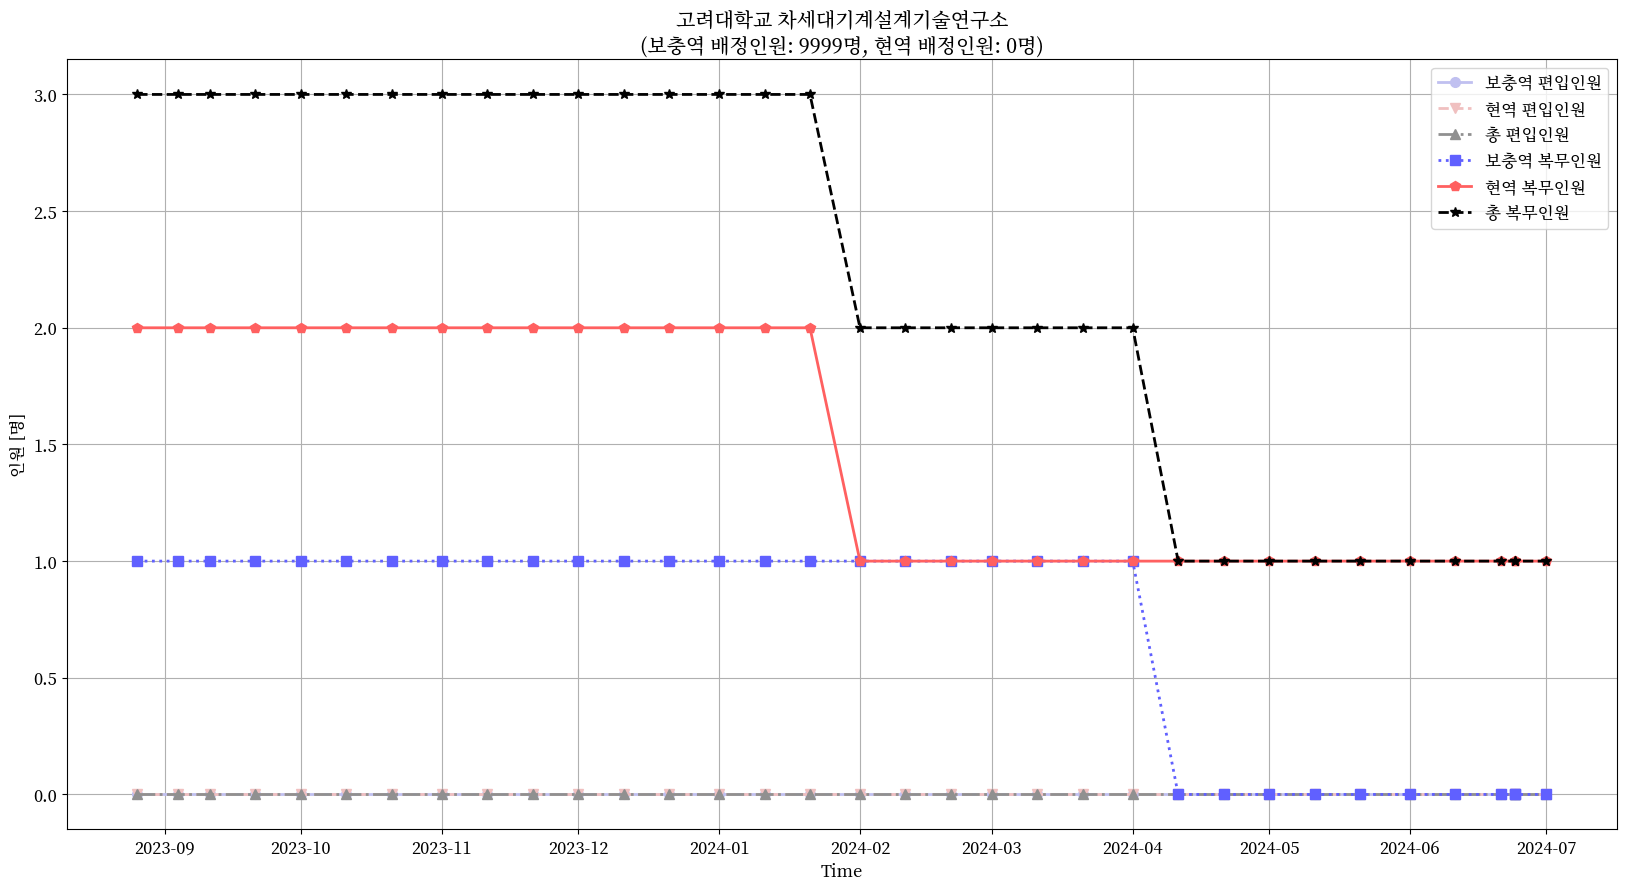 고려대학교 차세대기계설계기술연구소
(보충역 배정인원: 9999명, 현역 배정인원: 0명)
보충역 편입인원
현역 편입인원
총 편입인원
보충역 복무인원
현역 복무인원
총 복무인원
인원 [명]
3.0
2.5
2.0
1.5
1.0
0.5
0.0
2023-09 2023-10 2023-11 2023-12 2024-01 2024-02 2024-03 2024-04 2024-05 2024-06 2024-07
Time